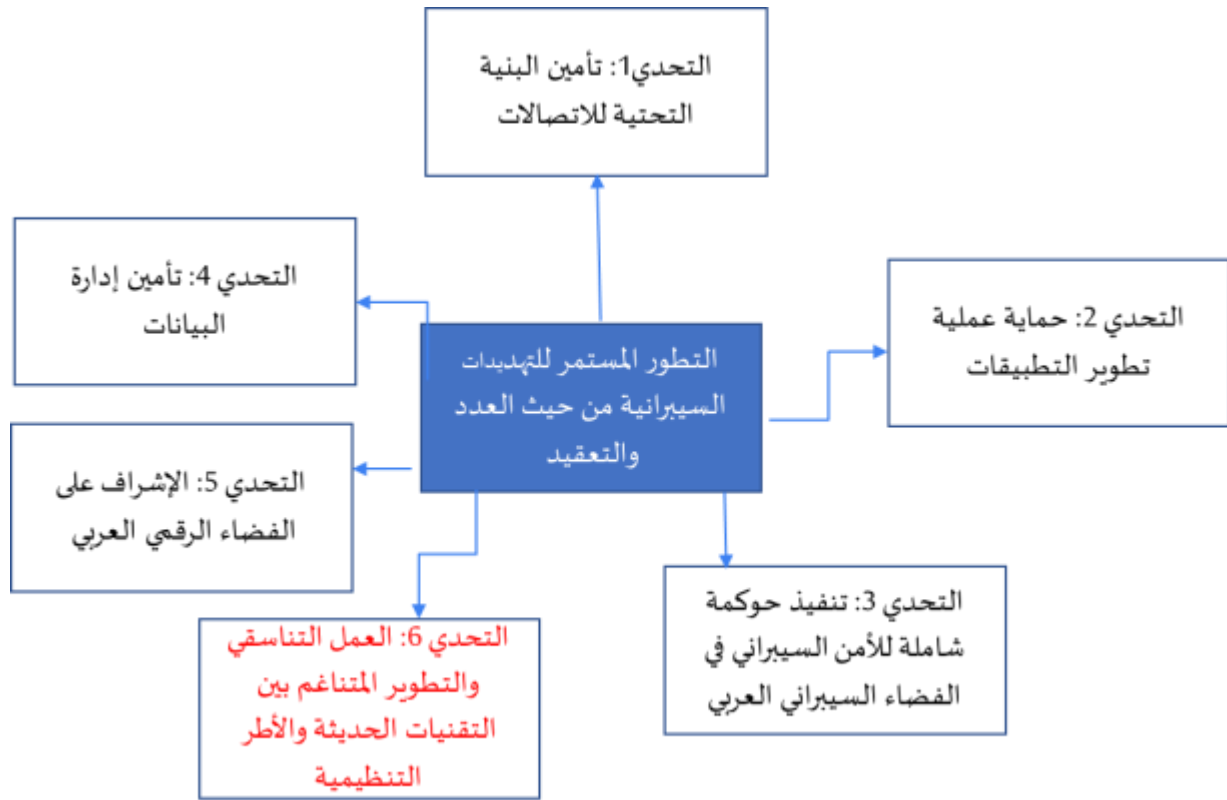 التحدي1: تأمين البنية
التحتية للاتصالات
التحدي 4: تأمين إدارة
البيانات
التحدي 2: حماية عملية
تطوير التطبيقات
التطور المستمر للتهديدات
السيبرانية من حيث العدد
والتعقيد
التحدي 5: الإشراف على
الفضاء الرقمي العربي
التحدي 3: تنفيذ حوكمة
شاملة للأمن السيبراني في
الفضاء السيبراني العربي
التحدي 6: العمل التناسقي
والتطوير المتناغم بين
التقنيات الحديثة والأطر
التنظيمية